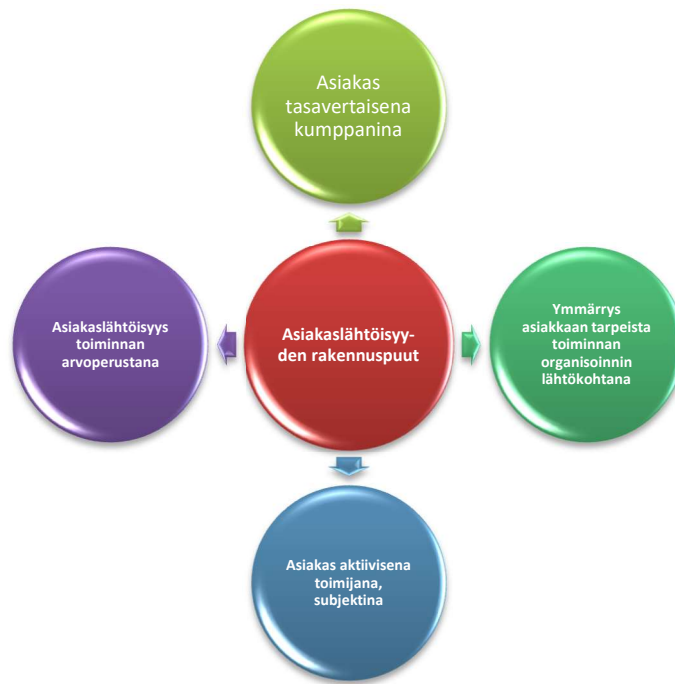 Asiakas
tasavertaisena
kumppanina
Asiakaslähtöisyys
toiminnan
arvoperustana
Asiakaslähtöisyy-
den rakennuspuut
Ymmärrys
asiakkaan tarpeista
toiminnan
organisoinnin
lähtökohtana
Asiakas aktiivisena
toimijana,
subjektina